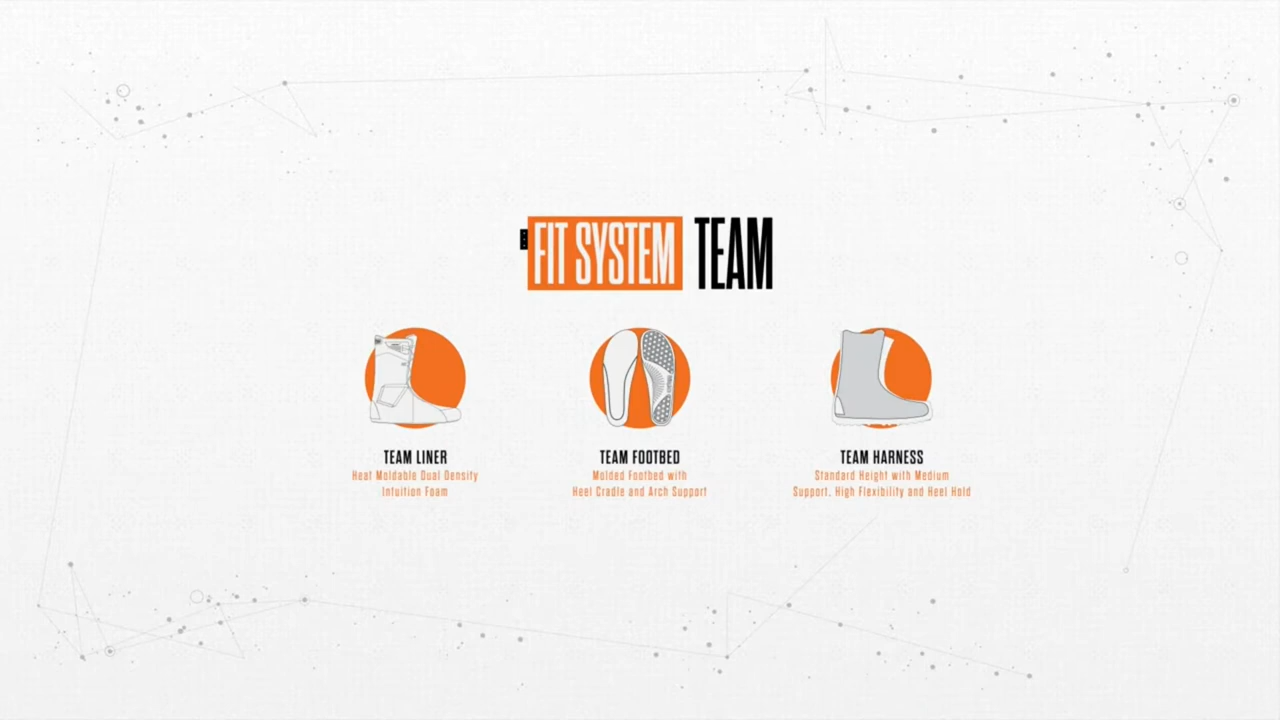 FIT SYSTEM TEAM
TEAM LINER
Heat Moldable Dual Density
Intuition Foam
TEAM FOOTBED
Molded Footbed with
Heel Cradle and Arch Support
TEAM HARNESS
Standard Height with Medium
Support, High Flexibility and Heel Hold